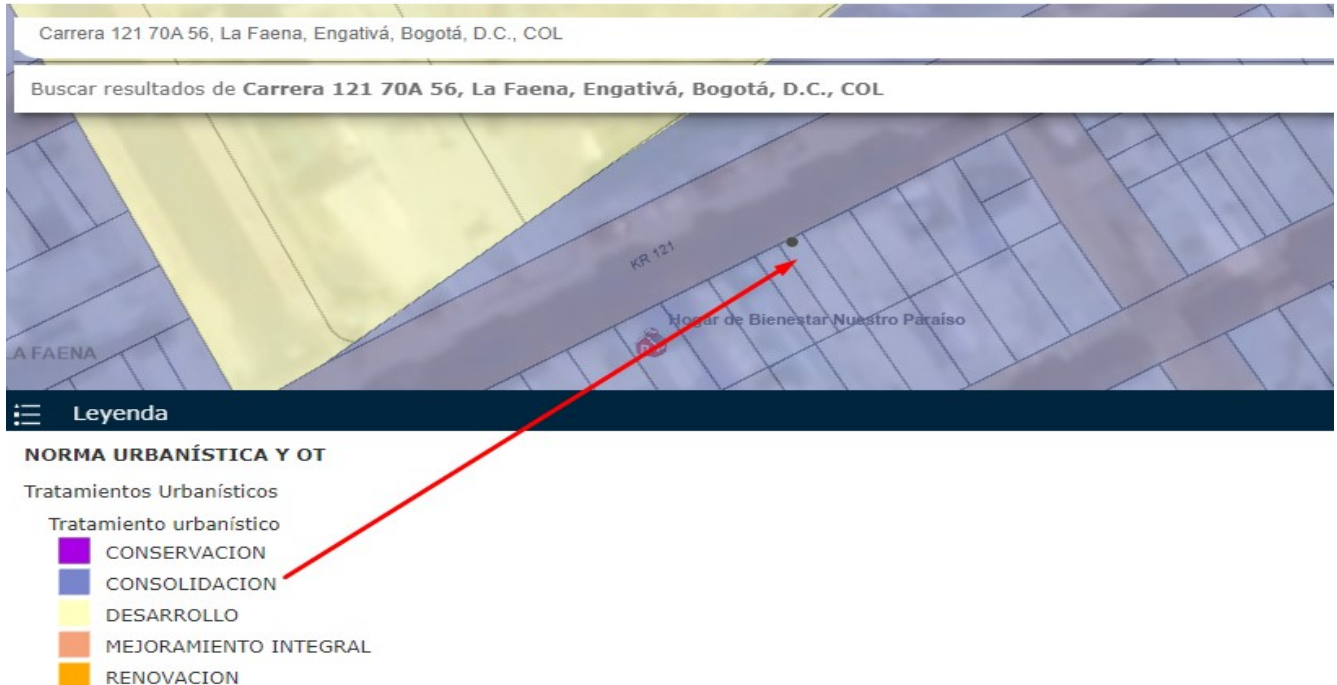 Carrera 121 70A 56, La Faena, Engativá, Bogotá, D.C., COL
Buscar resultados de Carrera 121 70A 56, La Faena, Engativá, Bogotá, D.C., COL
KR 121
Hogar de Bienestar Nuestro Paraíso
LA FAENA
Leyenda
NORMA URBANÍSTICA Y OT
Tratamientos Urbanísticos
Tratamiento urbanístico
CONSERVACION
CONSOLIDACION
DESARROLLO
MEJORAMIENTO INTEGRAL
RENOVACION